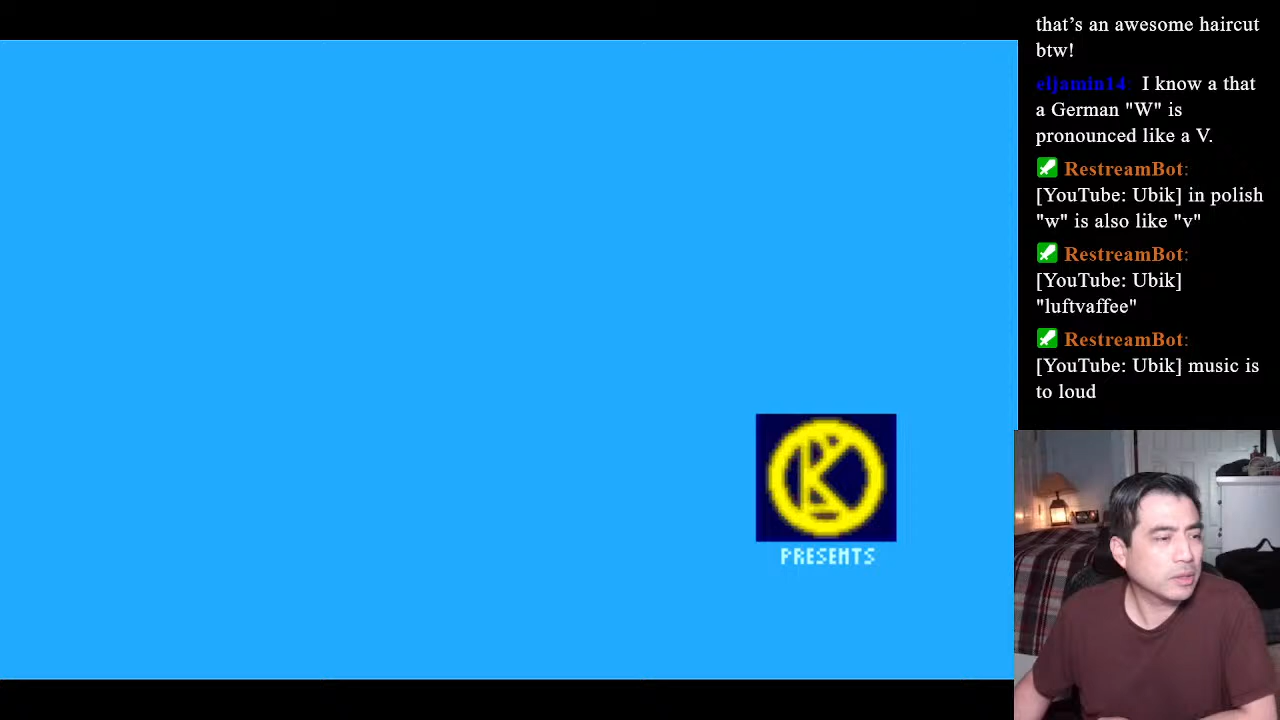 that's an awesome haircut
btw!
eljamin14: I know a that
a German "W" is
pronounced like a V.
RestreamBot:
[YouTube: Ubik] in polish
"w" is also like "v"
RestreamBot:
[YouTube: Ubik]
"luftvaffee"
RestreamBot:
[YouTube: Ubik] music is
to loud
K
PRESENTS